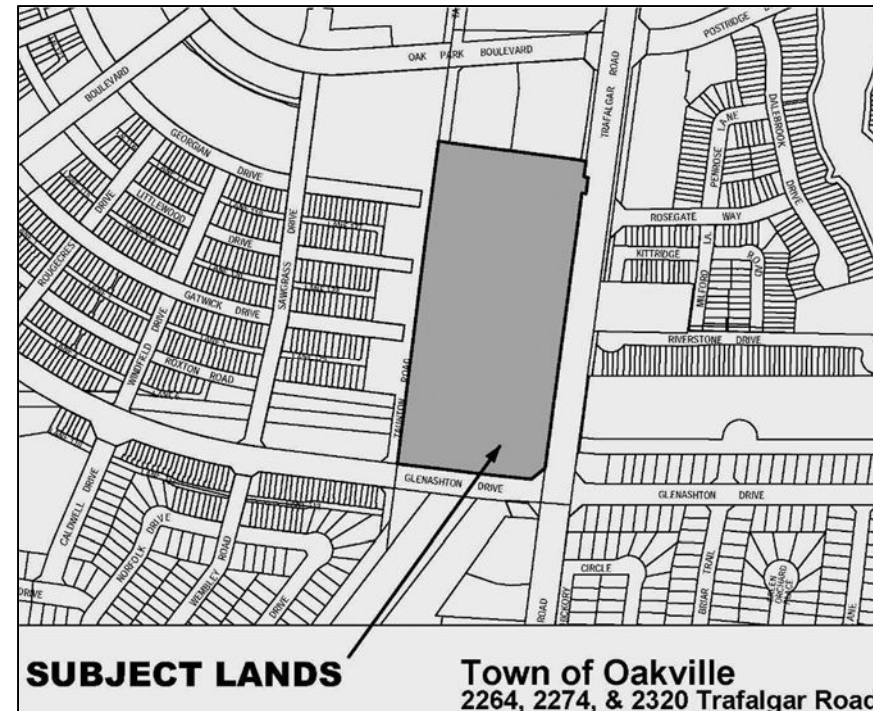 OAK PARK BOULEVARD
POSTRIDGE
BOULEVARD
TRAFALGAR ROAD
LANE
DALEBROOK DRIVE
GEORGIAN DRIVE
PENROSE
DRIVE
LITTLEWOOD DRIVE
ROSEGATE WAY
SAWGRASS DRIVE
KITTRIDGE ROAD
MILFORD LA.
ROUGECRES
GATWICK DRIVE
WINDFIELD DRIVE
RIVERSTONE DRIVE
ROXTON ROAD
TAUNTON ROAD
GLENASHTON DRIVE
GLENASHTON DRIVE
CALDWELL DRIVE
NORFOLK DRIVE
WEMBLEY ROAD
DRIVE
DRIVE
CIRCLE
ROAD
HICKORY
BRIAR TRAIL
GLEN ORCHARD PLACE
ANE
SUBJECT LANDS
Town of Oakville
2264, 2274, & 2320 Trafalgar Road